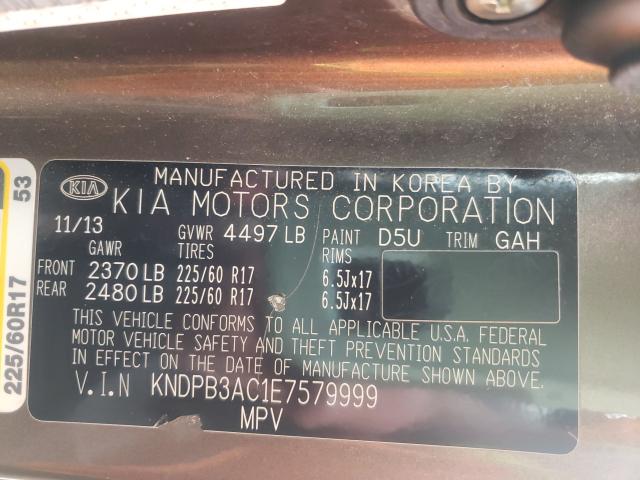 KIA
MANUFACTURED IN KOREA BY
KIA MOTORS CORPORATION
11/13 GVWR 4497 LB PAINT D5U TRIM GAH
GAWR TIRES RIMS
FRONT 2370 LB 225/60 R17 6.5Jx17
REAR 2480 LB 225/60 R17 6.5Jx17
THIS VEHICLE CONFORMS TO ALL APPLICABLE U.S.A. FEDERAL
MOTOR VEHICLE SAFETY AND THEFT PREVENTION STANDARDS
IN EFFECT ON THE DATE OF MANUFACTURE SHOWN ABOVE.
V.I.N KNDPB3AC1E7579999
MPV
225/60R17 53